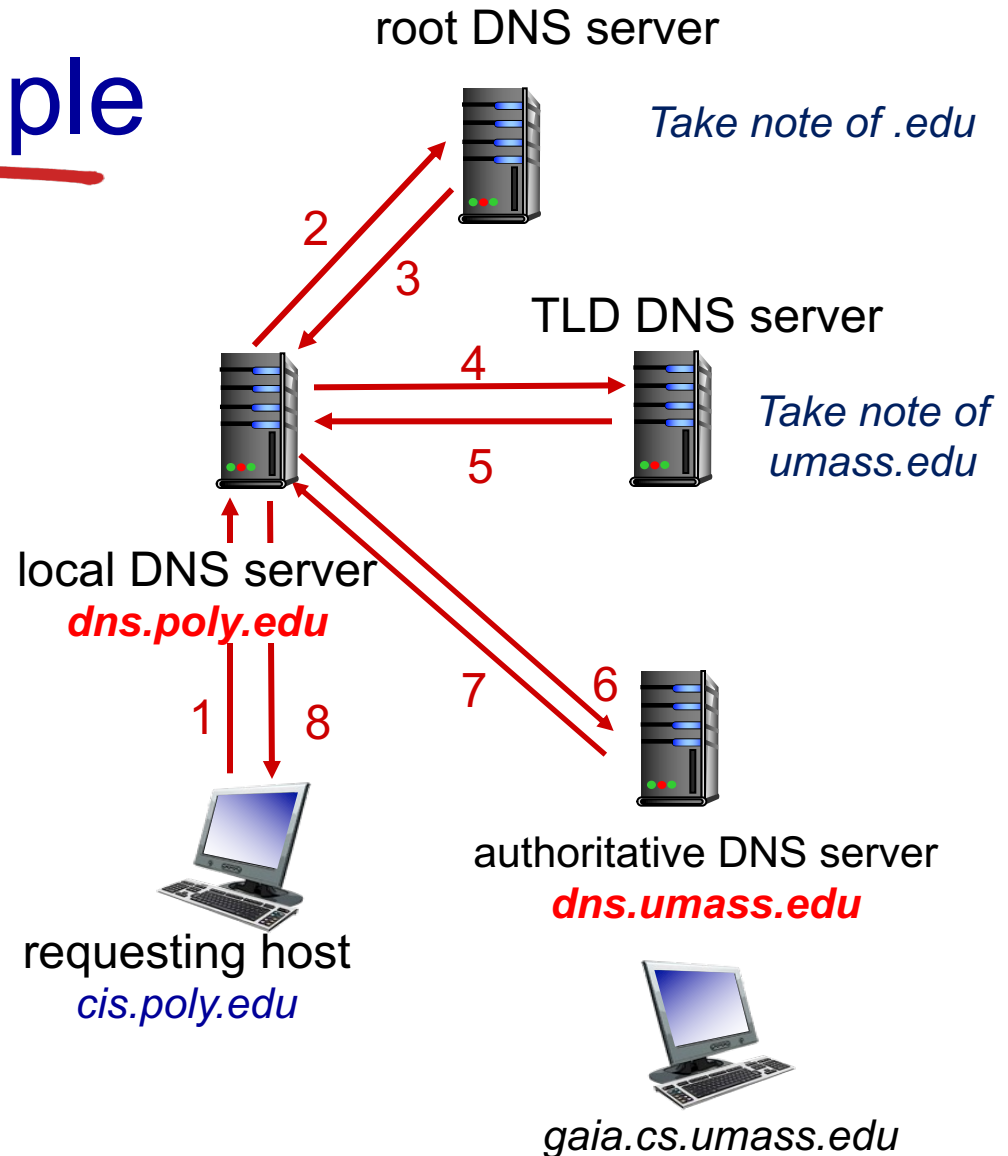 root DNS server
ple
Take note of .edu
2
3
TLD DNS server
4
Take note of
umass.edu
5
local DNS server
dns.poly.edu
7
6
1
8
authoritative DNS server
dns.umass.edu
requesting host
cis.poly.edu
gaia.cs.umass.edu